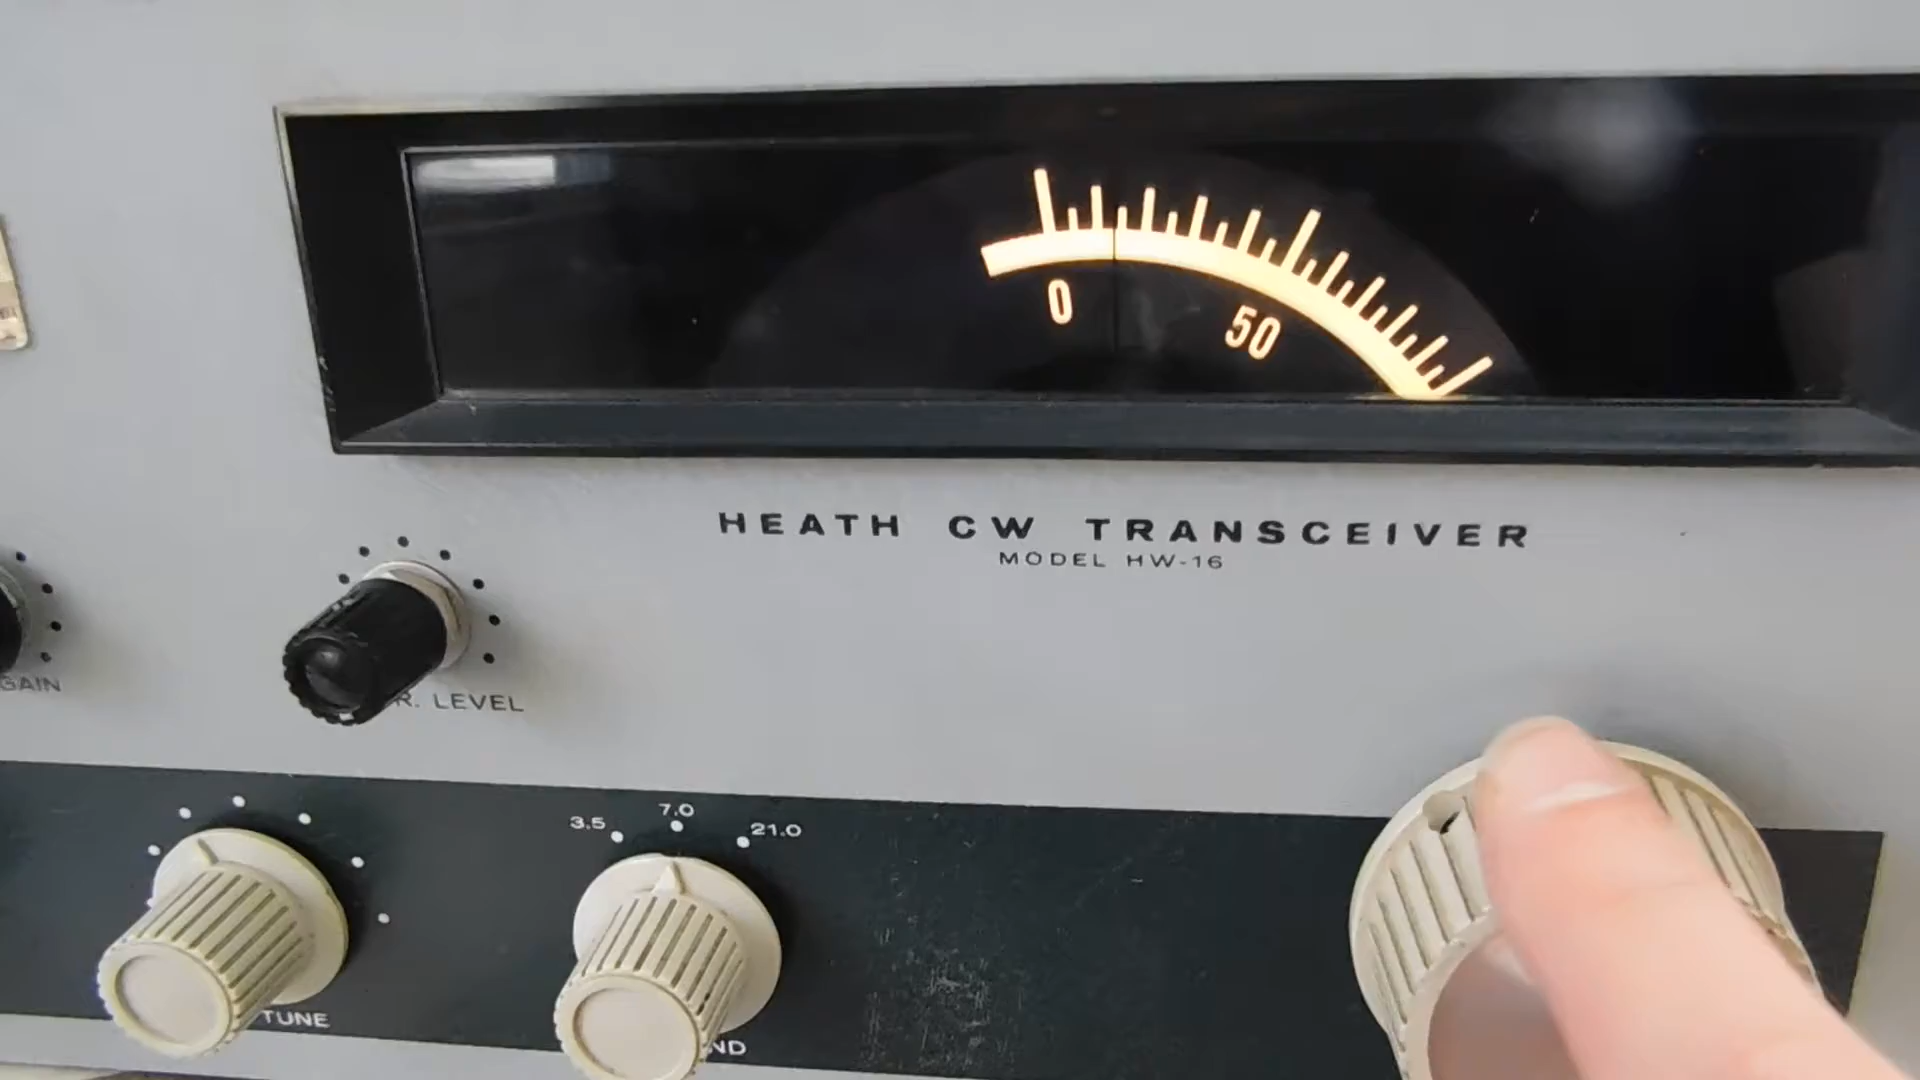 0
50
HEATH CW TRANSCEIVER
MODEL HW-16
GAIN
R. LEVEL
3.5 7.0 21.0
TUNE
ND